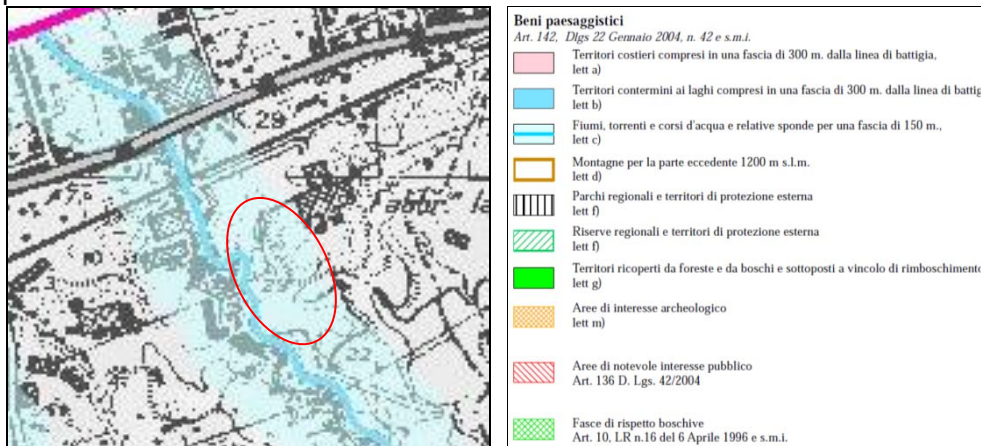 Beni paesaggistici
Art. 142, Dlgs 22 Gennaio 2004, n. 42 e s.m.i.
Territori costieri compresi in una fascia di 300 m. dalla linea di battigia,
lett a)
Territori contermini ai laghi compresi in una fascia di 300 m. dalla linea di battig
lett b)
Fiumi, torrenti e corsi d'acqua e relative sponde per una fascia di 150 m.,
lett c)
Montagne per la parte eccedente 1200 m s.l.m.
lett d)
Parchi regionali e territori di protezione esterna
lett f)
Riserve regionali e territori di protezione esterna
lett f)
Territori ricoperti da foreste e da boschi e sottoposti a vincolo di rimboschimento
lett g)
Aree di interesse archeologico
lett m)
Aree di notevole interesse pubblico
Art. 136 D. Lgs. 42/2004
Fasce di rispetto boschive
Art. 10, LR n.16 del 6 Aprile 1996 e s.m.i.
29
29
22